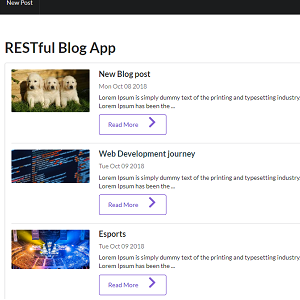 New Post
RESTful Blog App
New Blog post
Mon Oct 08 2018
Lorem Ipsum is simply dummy text of the printing and typesetting industry
Lorem Ipsum has been the ...
Read More
Web Development journey
Tue Oct 09 2018
Lorem Ipsum is simply dummy text of the printing and typesetting industry
Lorem Ipsum has been the ...
Read More
Esports
Tue Oct 09 2018
Lorem Ipsum is simply dummy text of the printing and typesetting industry
Lorem Ipsum has been the ...
Read More